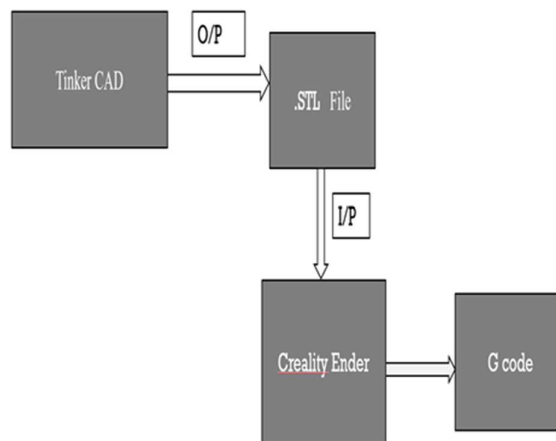 O/P
Tinker CAD
.STL File
I/P
Creality Ender
G code